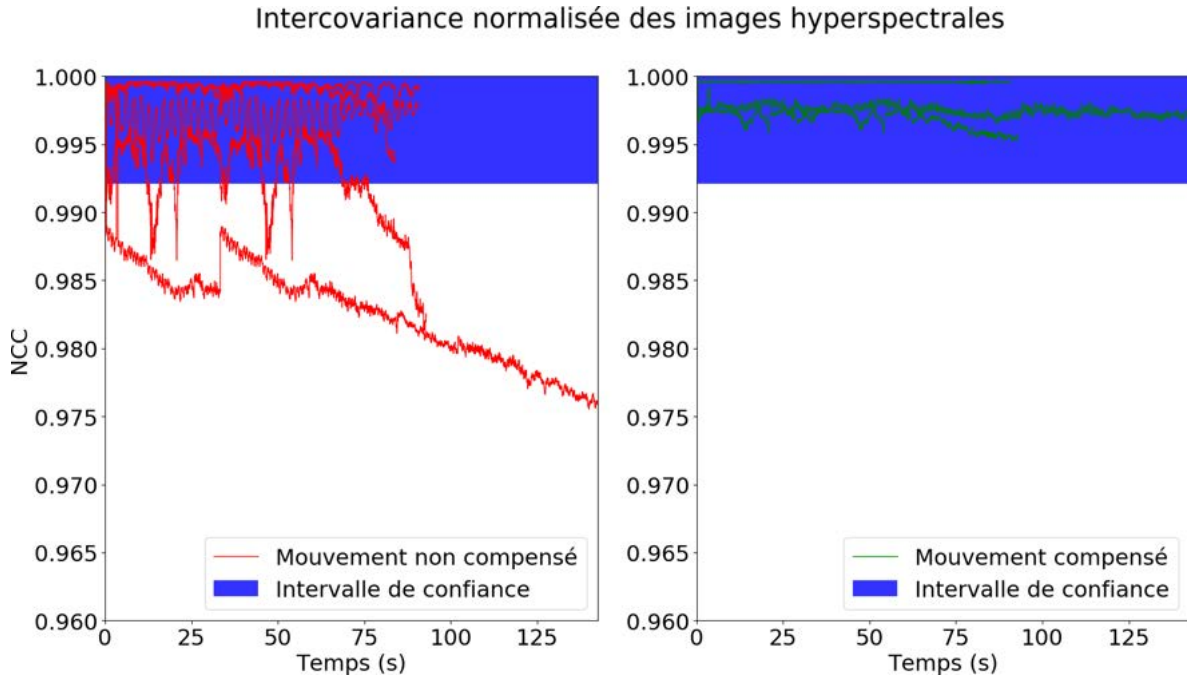 Intercovariance normalisée des images hyperspectrales
NCC
1.000
0.995
0.990
0.985
0.980
0.975
0.970
0.965
0.960
Mouvement non compensé
Intervalle de confiance
0 25 50 75 100 125
Temps (s)
1.000
0.995
0.990
0.985
0.980
0.975
0.970
0.965
0.960
Mouvement compensé
Intervalle de confiance
0 25 50 75 100 125
Temps (s)